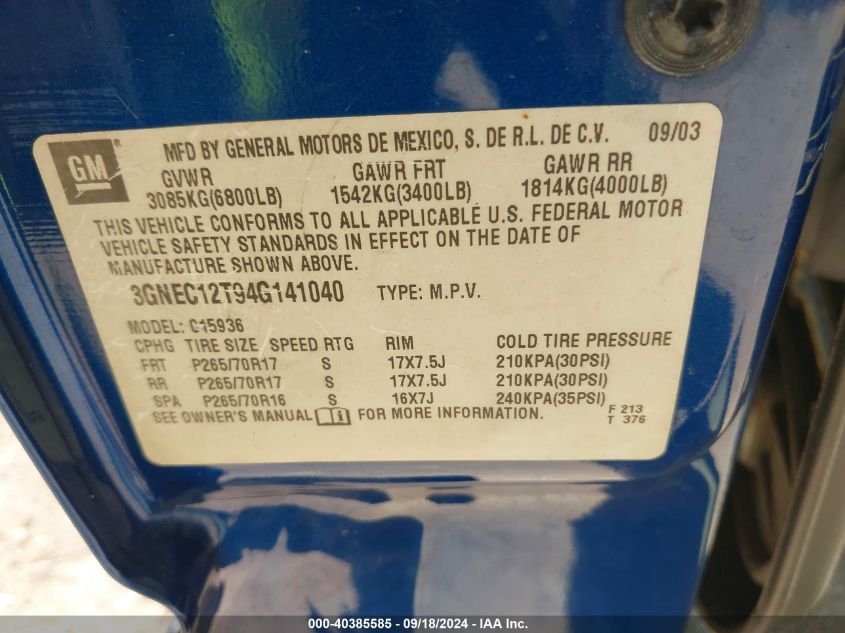 GM
MFD BY GENERAL MOTORS DE MEXICO, S. DE R.L. DE C.V. 09/03
GVWR GAWR FRT GAWR RR
3085KG(6800LB) 1542KG(3400LB) 1814KG(4000LB)
THIS VEHICLE CONFORMS TO ALL APPLICABLE U.S. FEDERAL MOTOR
VEHICLE SAFETY STANDARDS IN EFFECT ON THE DATE OF
MANUFACTURE SHOWN ABOVE.
3GNEC12T94G141040 TYPE: M.P.V.
MODEL: C15936
CPHG TIRE SIZE SPEED RTG RIM COLD TIRE PRESSURE
FRT P265/70R17 S 17X7.5J 210KPA(30PSI)
RR P265/70R17 S 17X7.5J 210KPA(30PSI)
SPA P265/70R16 S 16X7J 240KPA(35PSI)
SEE OWNER'S MANUAL i FOR MORE INFORMATION. F 213
T 376
000-40385585 - 09/18/2024 - IAA Inc.